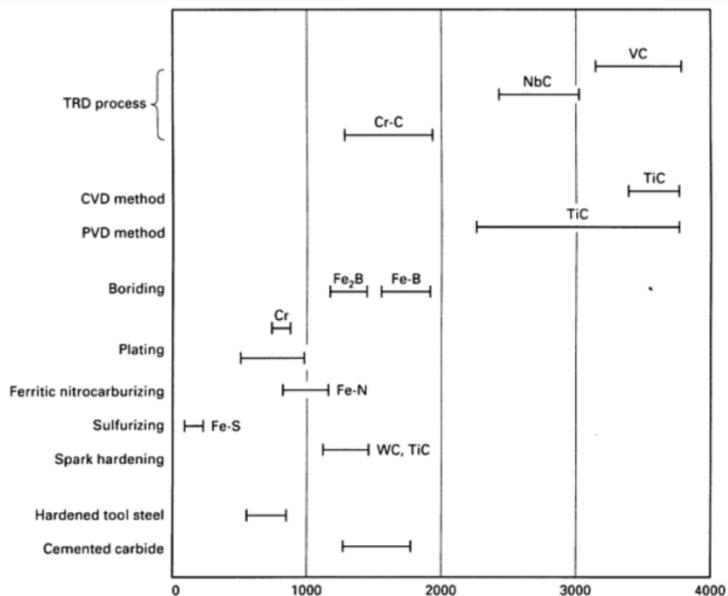 VC
NbC
TRD process
Cr-C
TiC
CVD method
TiC
PVD method
Fe₂B Fe-B
Boriding
Cr
Plating
Ferritic nitrocarburizing Fe-N
Sulfurizing Fe-S
Spark hardening WC, TiC
Hardened tool steel
Cemented carbide
0 1000 2000 3000 4000